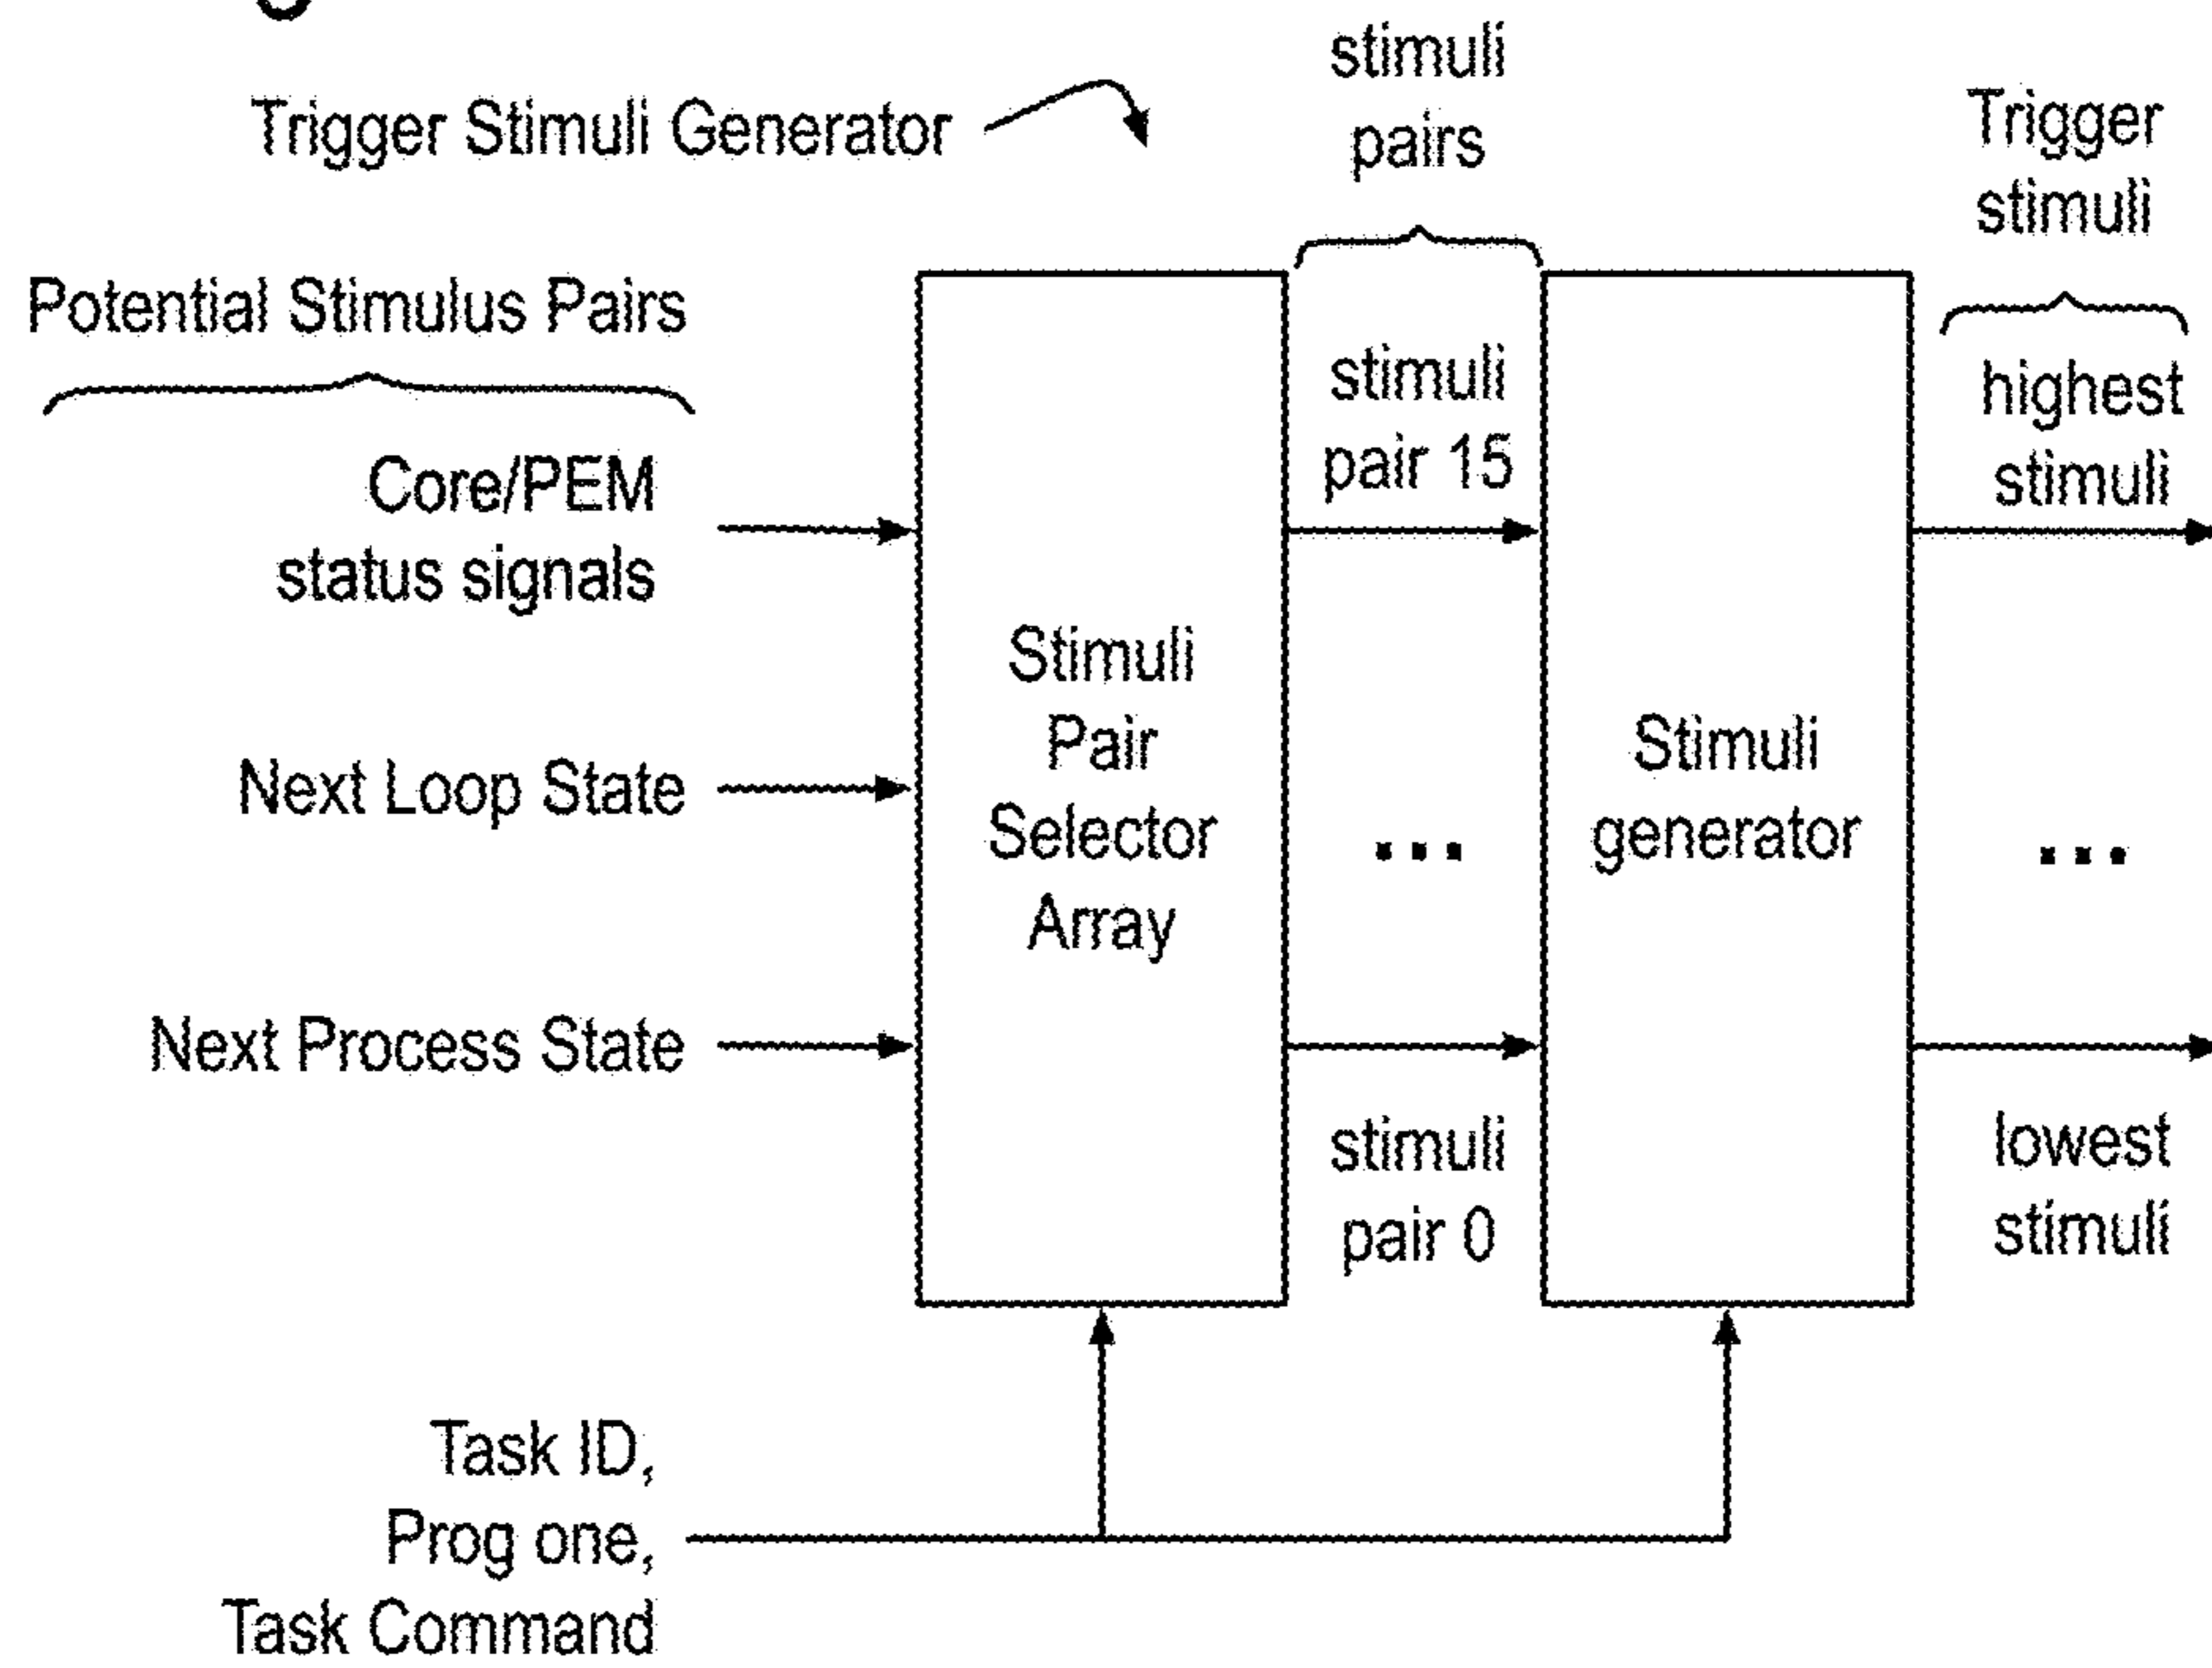 Trigger Stimuli Generator
stimuli
pairs
Trigger
stimuli
Potential Stimulus Pairs
Core/PEM
status signals
Next Loop State
Next Process State
Stimuli
Pair
Selector
Array
stimuli
pair 15
...
stimuli
pair 0
Stimuli
generator
highest
stimuli
...
lowest
stimuli
Task ID,
Prog one,
Task Command